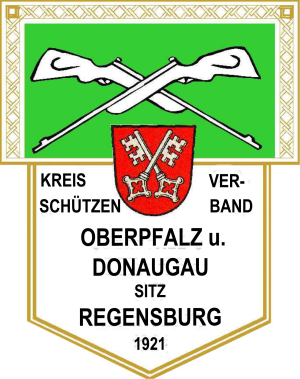 KREIS VER-
SCHÜTZEN BAND
OBERPFALZ u.
DONAUGAU
SITZ
REGENSBURG
1921